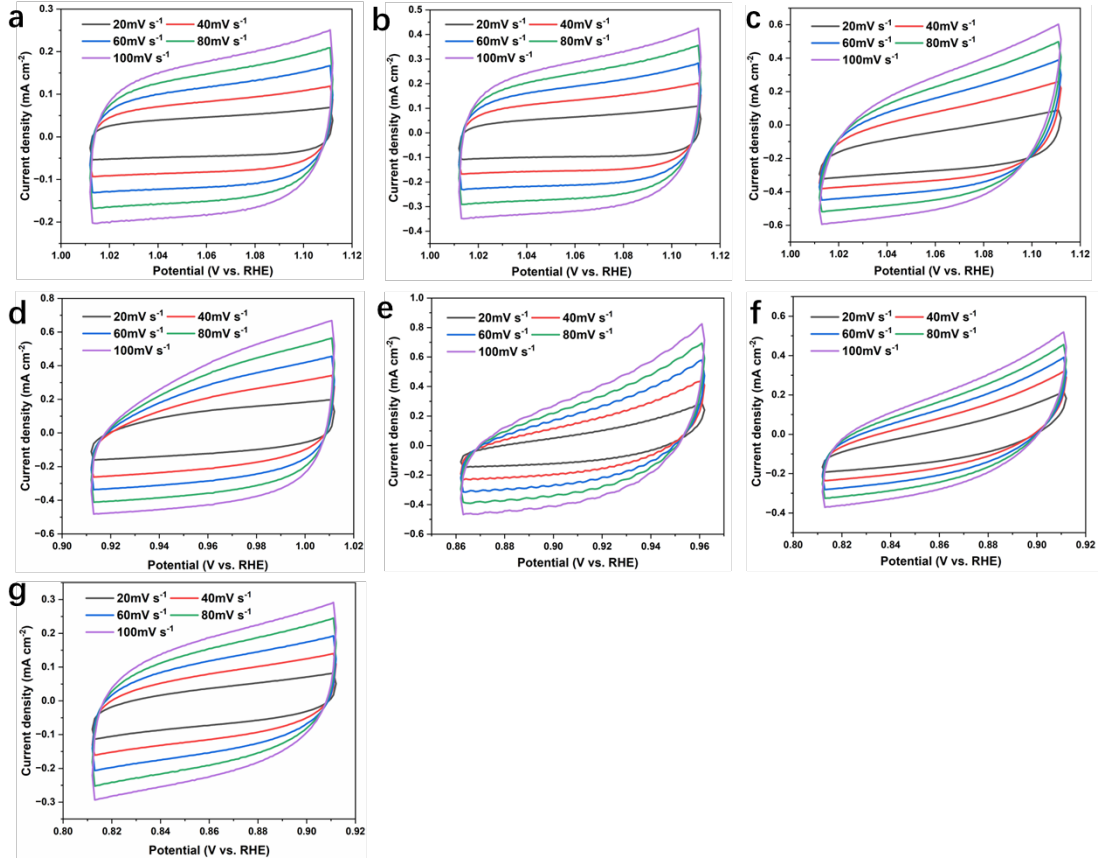 a
20mV s⁻¹ 40mV s⁻¹
60mV s⁻¹ 80mV s⁻¹
100mV s⁻¹
Current density (mA cm⁻²)
0.3
0.2
0.1
0.0
−0.1
−0.2
1.00 1.02 1.04 1.06 1.08 1.10 1.12
Potential (V vs. RHE)
b
20mV s⁻¹ 40mV s⁻¹
60mV s⁻¹ 80mV s⁻¹
100mV s⁻¹
Current density (mA cm⁻²)
0.5
0.4
0.3
0.2
0.1
0.0
−0.1
−0.2
−0.3
−0.4
−0.5
1.00 1.02 1.04 1.06 1.08 1.10 1.12
Potential (V vs. RHE)
c
20mV s⁻¹ 40mV s⁻¹
60mV s⁻¹ 80mV s⁻¹
100mV s⁻¹
Current density (mA cm⁻²)
0.6
0.4
0.2
0.0
−0.2
−0.4
−0.6
1.00 1.02 1.04 1.06 1.08 1.10 1.12
Potential (V vs. RHE)
d
20mV s⁻¹ 40mV s⁻¹
60mV s⁻¹ 80mV s⁻¹
100mV s⁻¹
Current density (mA cm⁻²)
0.8
0.6
0.4
0.2
0.0
−0.2
−0.4
−0.6
0.90 0.92 0.94 0.96 0.98 1.00 1.02
Potential (V vs. RHE)
e
20mV s⁻¹ 40mV s⁻¹
60mV s⁻¹ 80mV s⁻¹
100mV s⁻¹
Current density (mA cm⁻²)
1.0
0.8
0.6
0.4
0.2
0.0
−0.2
−0.4
−0.6
0.86 0.88 0.90 0.92 0.94 0.96
Potential (V vs. RHE)
f
20mV s⁻¹ 40mV s⁻¹
60mV s⁻¹ 80mV s⁻¹
100mV s⁻¹
Current density (mA cm⁻²)
0.6
0.4
0.2
0.0
−0.2
−0.4
0.80 0.82 0.84 0.86 0.88 0.90 0.92
Potential (V vs. RHE)
g
20mV s⁻¹ 40mV s⁻¹
60mV s⁻¹ 80mV s⁻¹
100mV s⁻¹
Current density (mA cm⁻²)
0.3
0.2
0.1
0.0
−0.1
−0.2
−0.3
0.80 0.82 0.84 0.86 0.88 0.90 0.92
Potential (V vs. RHE)